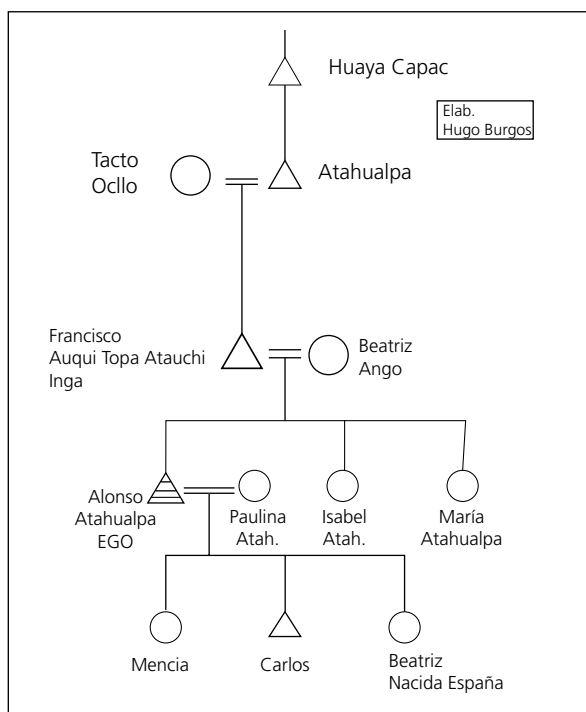 Huaya Capac
Elab.
Hugo Burgos
Tacto
Ocllo
Atahualpa
Francisco
Auqui Topa Atauchi
Inga
Beatriz
Ango
Alonso
Atahualpa
EGO
Paulina
Atah.
Isabel
Atah.
María
Atahualpa
Mencia
Carlos
Beatriz
Nacida España